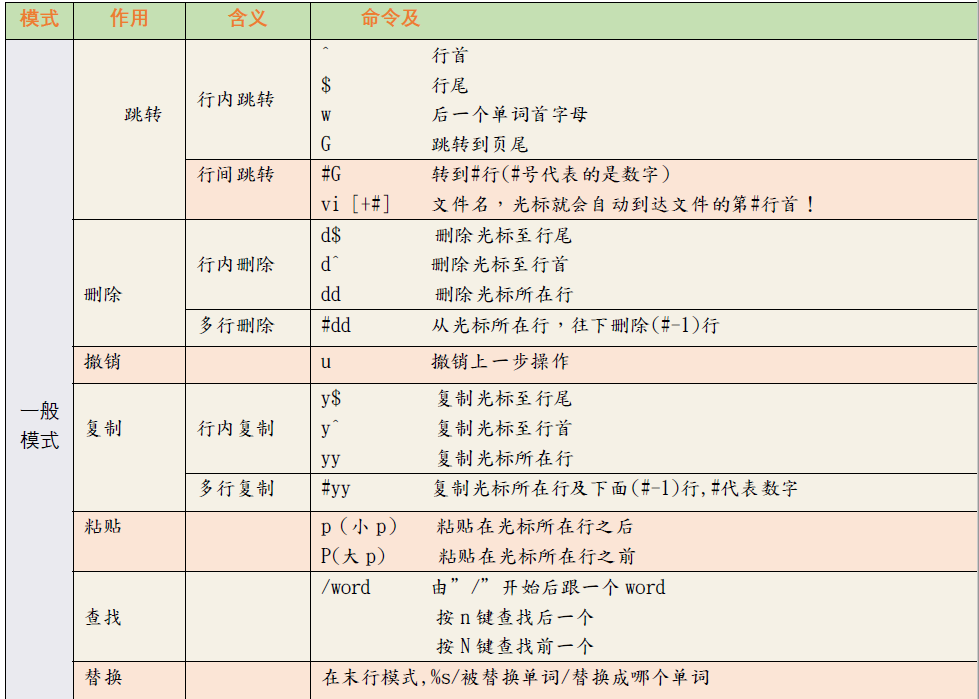 模式 作用 含义 命令及
一般模式
跳转
行内跳转
^ 行首
$ 行尾
w 后一个单词首字母
G 跳转到页尾
行间跳转
#G 转到#行(#号代表的是数字)
vi [+#] 文件名，光标就会自动到达文件的第#行首！
删除
行内删除
d$ 删除光标至行尾
d^ 删除光标至行首
dd 删除光标所在行
多行删除
#dd 从光标所在行，往下删除(#-1)行
撤销
u 撤销上一步操作
复制
行内复制
y$ 复制光标至行尾
y^ 复制光标至行首
yy 复制光标所在行
多行复制
#yy 复制光标所在行及下面(#-1)行,#代表数字
粘贴
p（小 p） 粘贴在光标所在行之后
P(大 p) 粘贴在光标所在行之前
查找
/word 由”/”开始后跟一个 word
按 n 键查找后一个
按 N 键查找前一个
替换
在末行模式,%s/被替换单词/替换成哪个单词